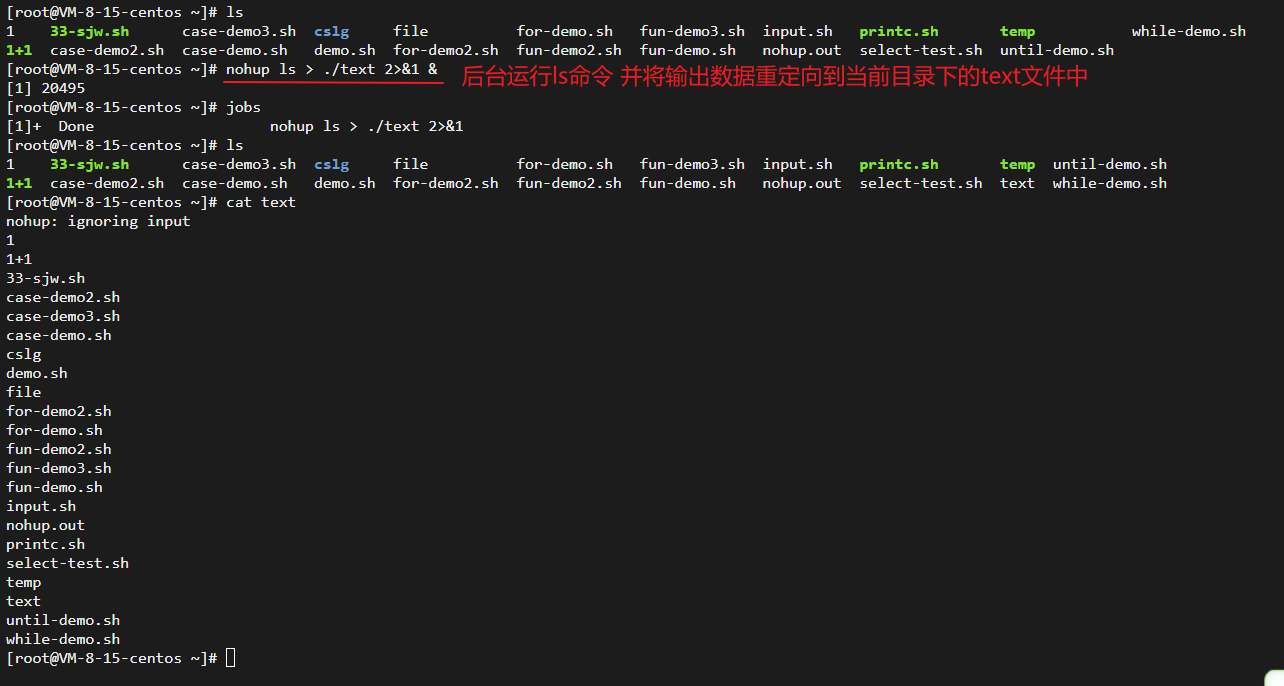 [root@VM-8-15-centos ~]# ls
1    33-sjw.sh      case-demo3.sh  cslg     file          for-demo.sh   fun-demo3.sh  input.sh    printc.sh       temp           while-demo.sh
1+1  case-demo2.sh  case-demo.sh   demo.sh  for-demo2.sh  fun-demo2.sh  fun-demo.sh   nohup.out  select-test.sh  until-demo.sh
[root@VM-8-15-centos ~]# nohup ls > ./text 2>&1 & 后台运行ls命令 并将输出数据重定向到当前目录下的text文件中
[1] 20495
[root@VM-8-15-centos ~]# jobs
[1]+  Done                    nohup ls > ./text 2>&1
[root@VM-8-15-centos ~]# ls
1    33-sjw.sh      case-demo3.sh  cslg     file          for-demo.sh   fun-demo3.sh  input.sh   printc.sh       temp  until-demo.sh
1+1  case-demo2.sh  case-demo.sh   demo.sh  for-demo2.sh  fun-demo2.sh  fun-demo.sh   nohup.out  select-test.sh  text  while-demo.sh
[root@VM-8-15-centos ~]# cat text
nohup: ignoring input
1
1+1
33-sjw.sh
case-demo2.sh
case-demo3.sh
case-demo.sh
cslg
demo.sh
file
for-demo2.sh
for-demo.sh
fun-demo2.sh
fun-demo3.sh
fun-demo.sh
input.sh
nohup.out
printc.sh
select-test.sh
temp
text
until-demo.sh
while-demo.sh
[root@VM-8-15-centos ~]#